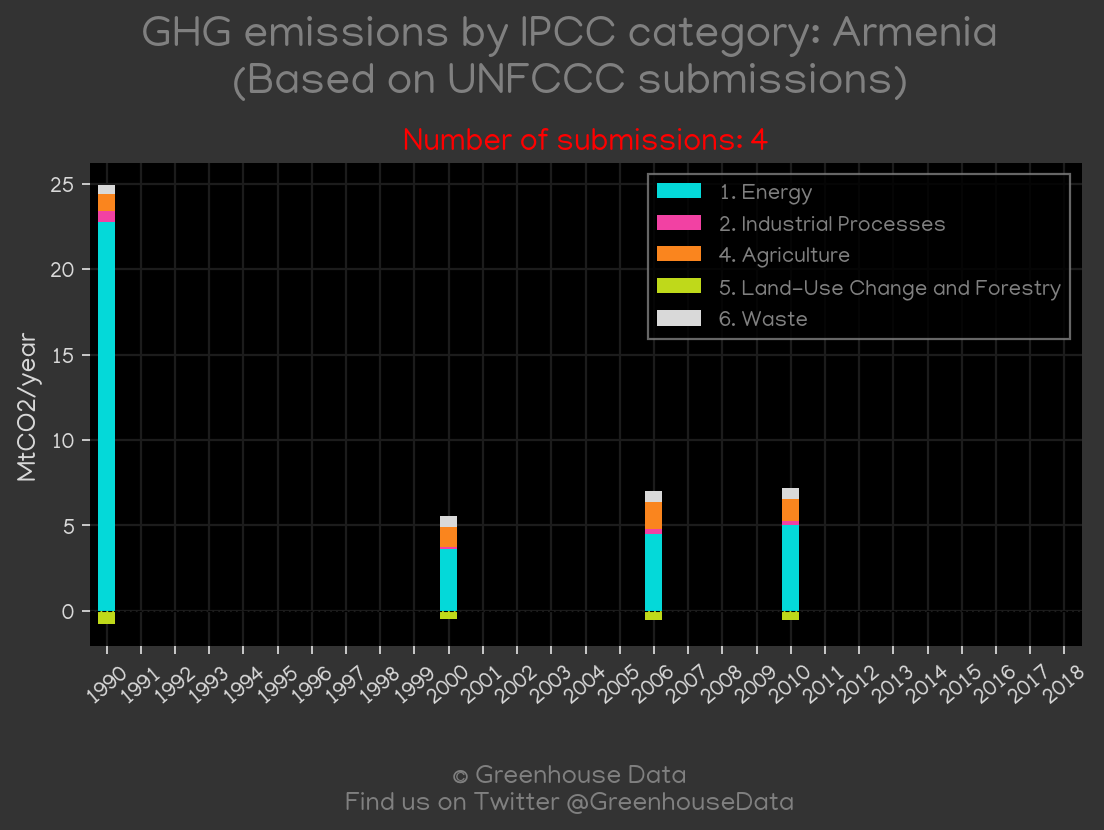 GHG emissions by IPCC category: Armenia
(Based on UNFCCC submissions)
Number of submissions: 4
25
20
15
10
5
0
MtCO2/year
1. Energy
2. Industrial Processes
4. Agriculture
5. Land-Use Change and Forestry
6. Waste
1990 1991 1992 1993 1994 1995 1996 1997 1998 1999 2000 2001 2002 2003 2004 2005 2006 2007 2008 2009 2010 2011 2012 2013 2014 2015 2016 2017 2018
© Greenhouse Data
Find us on Twitter @GreenhouseData